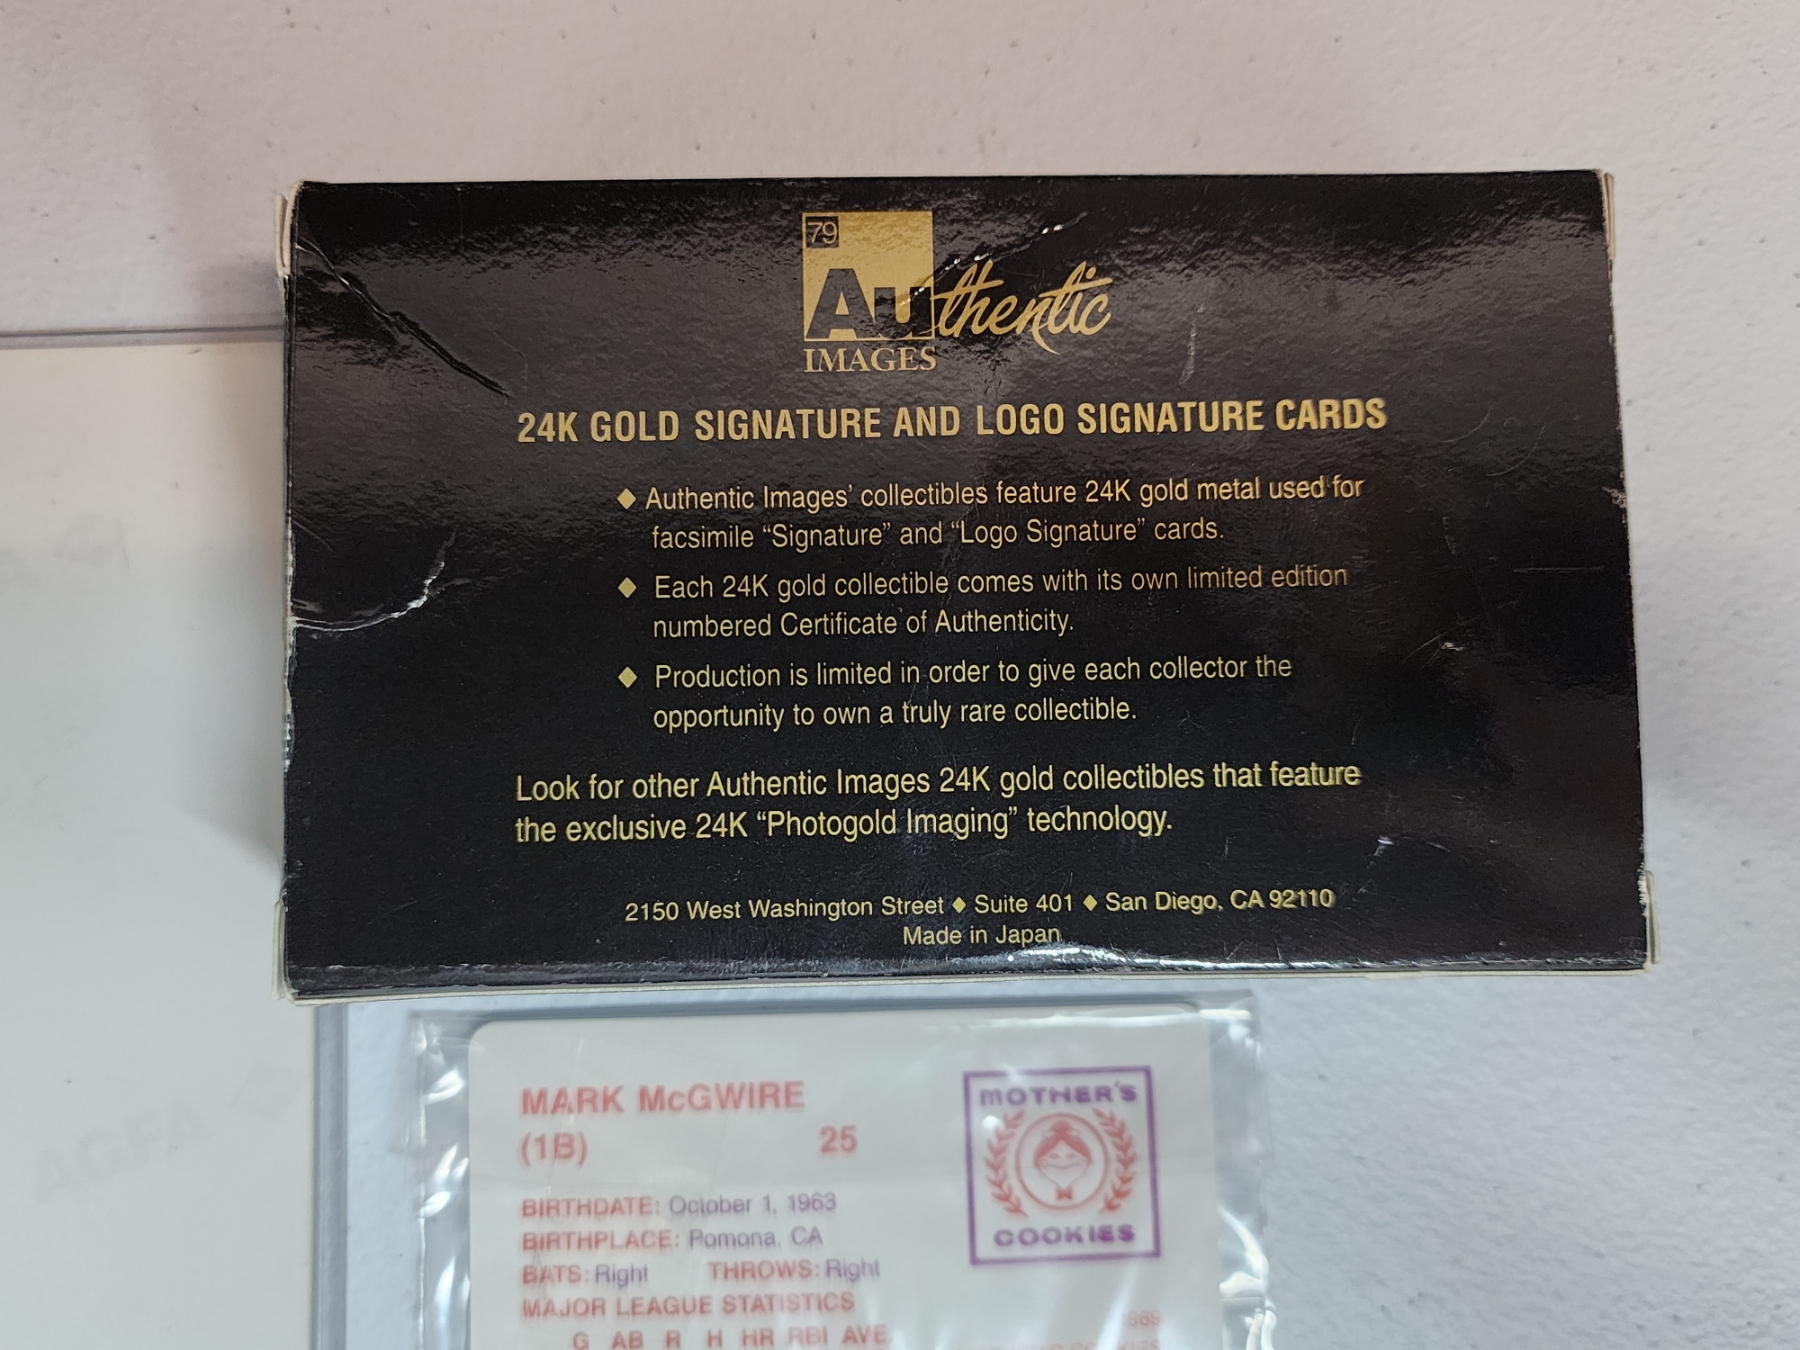 79
Authentic
IMAGES
24K GOLD SIGNATURE AND LOGO SIGNATURE CARDS
◆ Authentic Images' collectibles feature 24K gold metal used for
facsimile “Signature” and “Logo Signature” cards.
◆ Each 24K gold collectible comes with its own limited edition
numbered Certificate of Authenticity.
◆ Production is limited in order to give each collector the
opportunity to own a truly rare collectible.
Look for other Authentic Images 24K gold collectibles that feature
the exclusive 24K “Photogold Imaging” technology.
2150 West Washington Street ◆ Suite 401 ◆ San Diego, CA 92110
Made in Japan
AGFA
MARK McGWIRE
(1B) 25
MOTHER'S
COOKIES
BIRTHDATE: October 1, 1963
BIRTHPLACE: Pomona, CA
BATS: Right THROWS: Right
MAJOR LEAGUE STATISTICS
G AB R H HR RBI AVE.